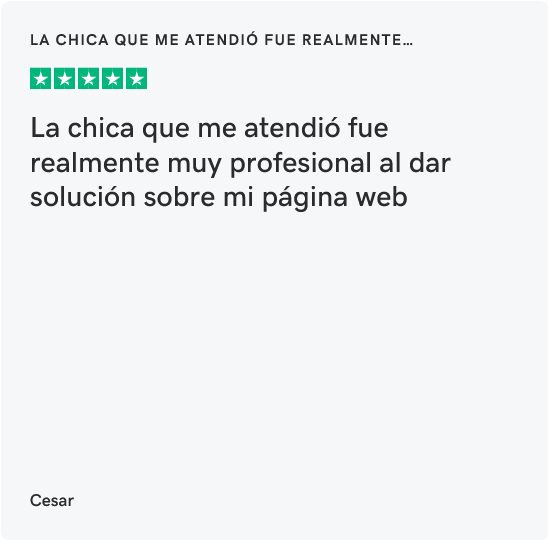 LA CHICA QUE ME ATENDIÓ FUE REALMENTE…
La chica que me atendió fue
realmente muy profesional al dar
solución sobre mi página web
Cesar